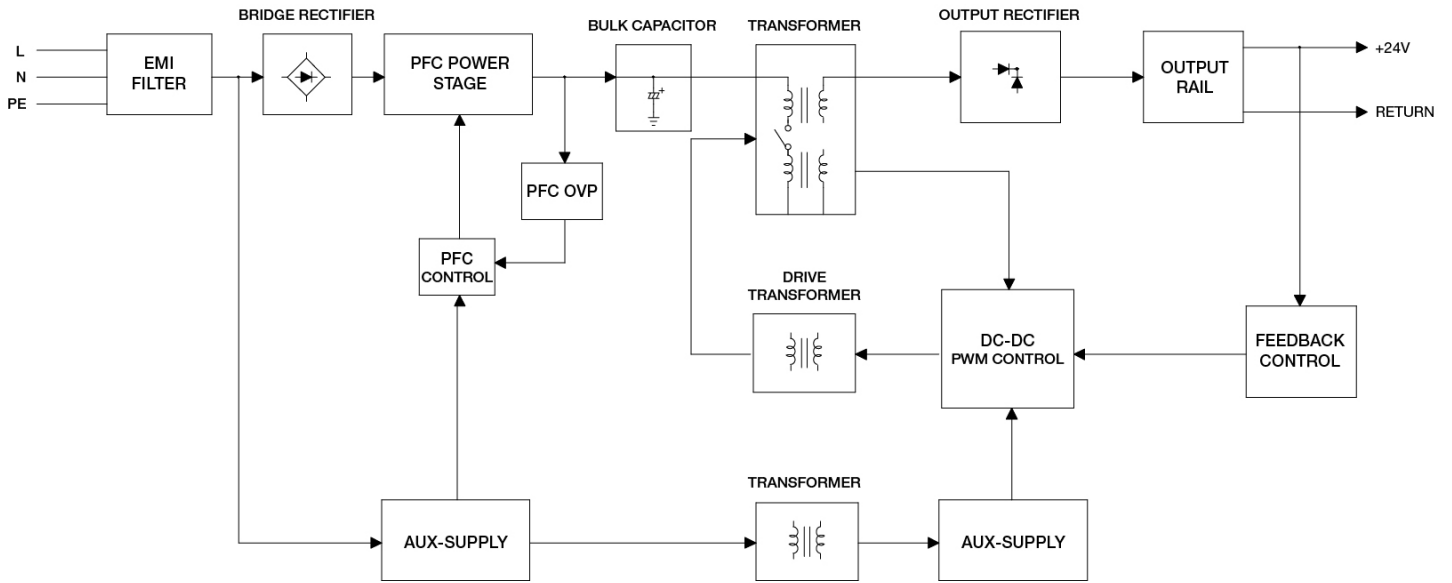 BRIDGE RECTIFIER
BULK CAPACITOR
TRANSFORMER
OUTPUT RECTIFIER
L
N
PE
EMI
FILTER
PFC POWER
STAGE
+
OUTPUT
RAIL
+24V
RETURN
PFC OVP
PFC
CONTROL
DRIVE
TRANSFORMER
DC-DC
PWM CONTROL
FEEDBACK
CONTROL
TRANSFORMER
AUX-SUPPLY
AUX-SUPPLY